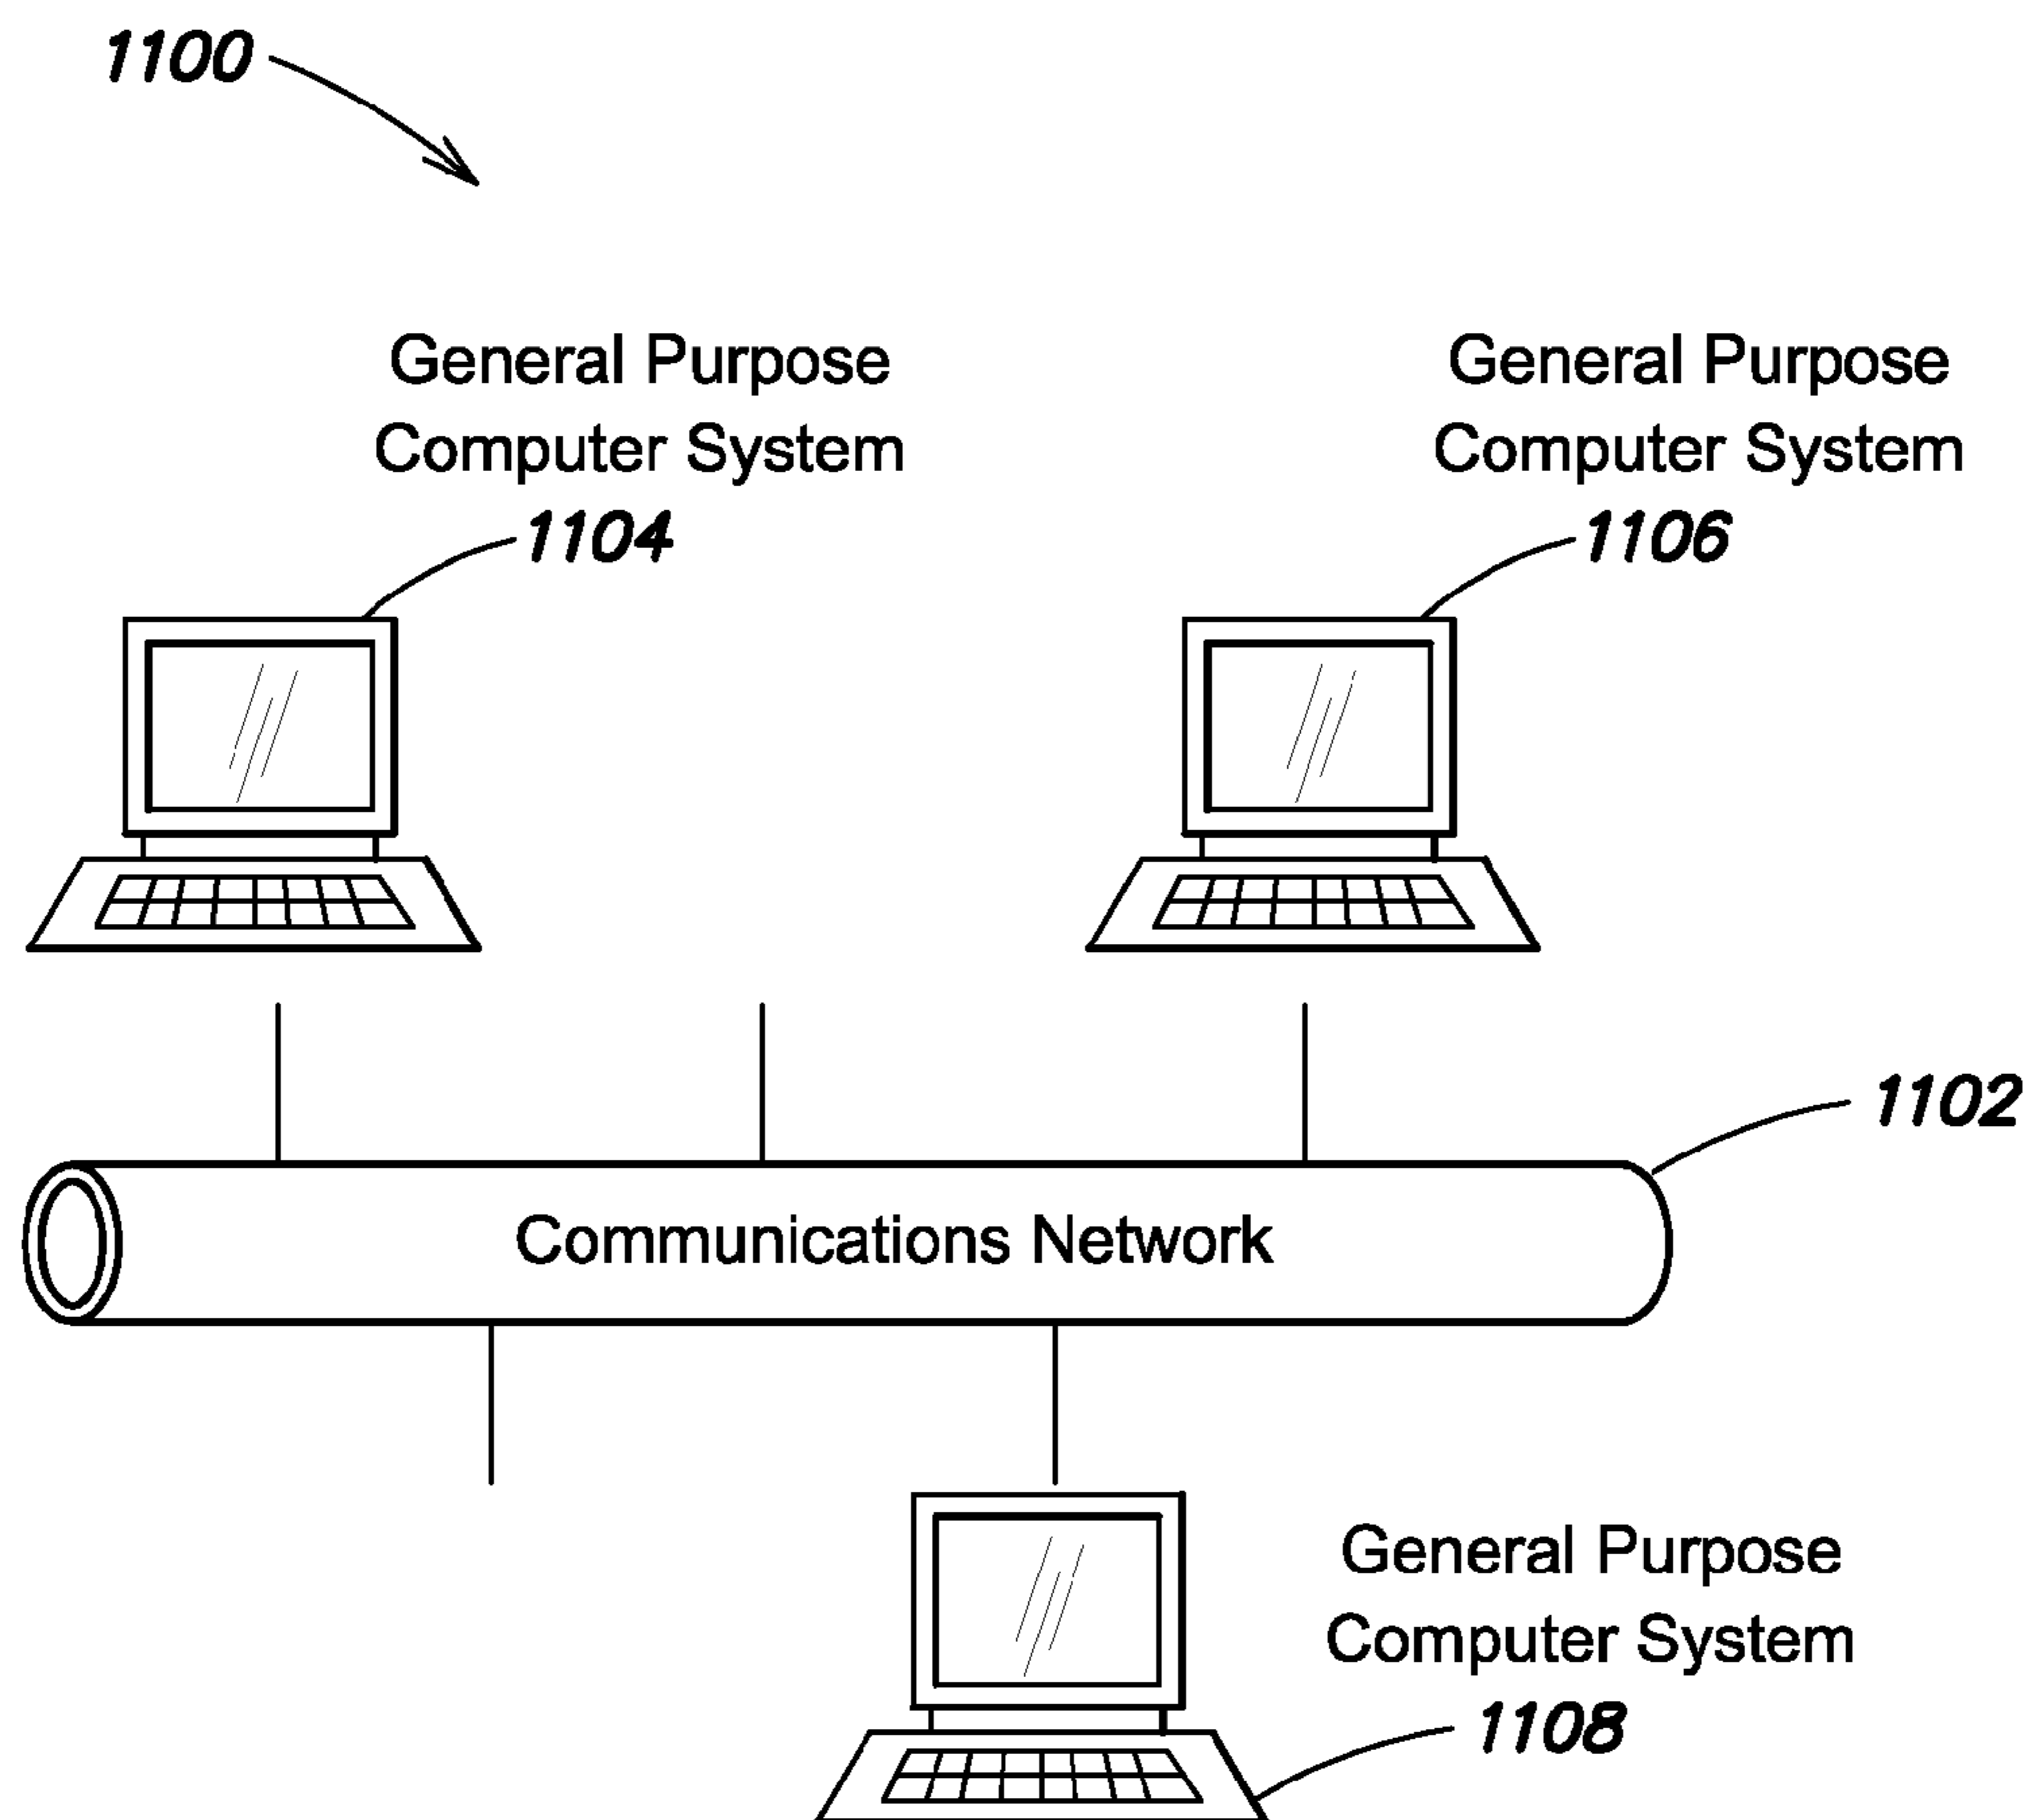 1100
General Purpose
Computer System
1104
General Purpose
Computer System
1106
1102
Communications Network
General Purpose
Computer System
1108